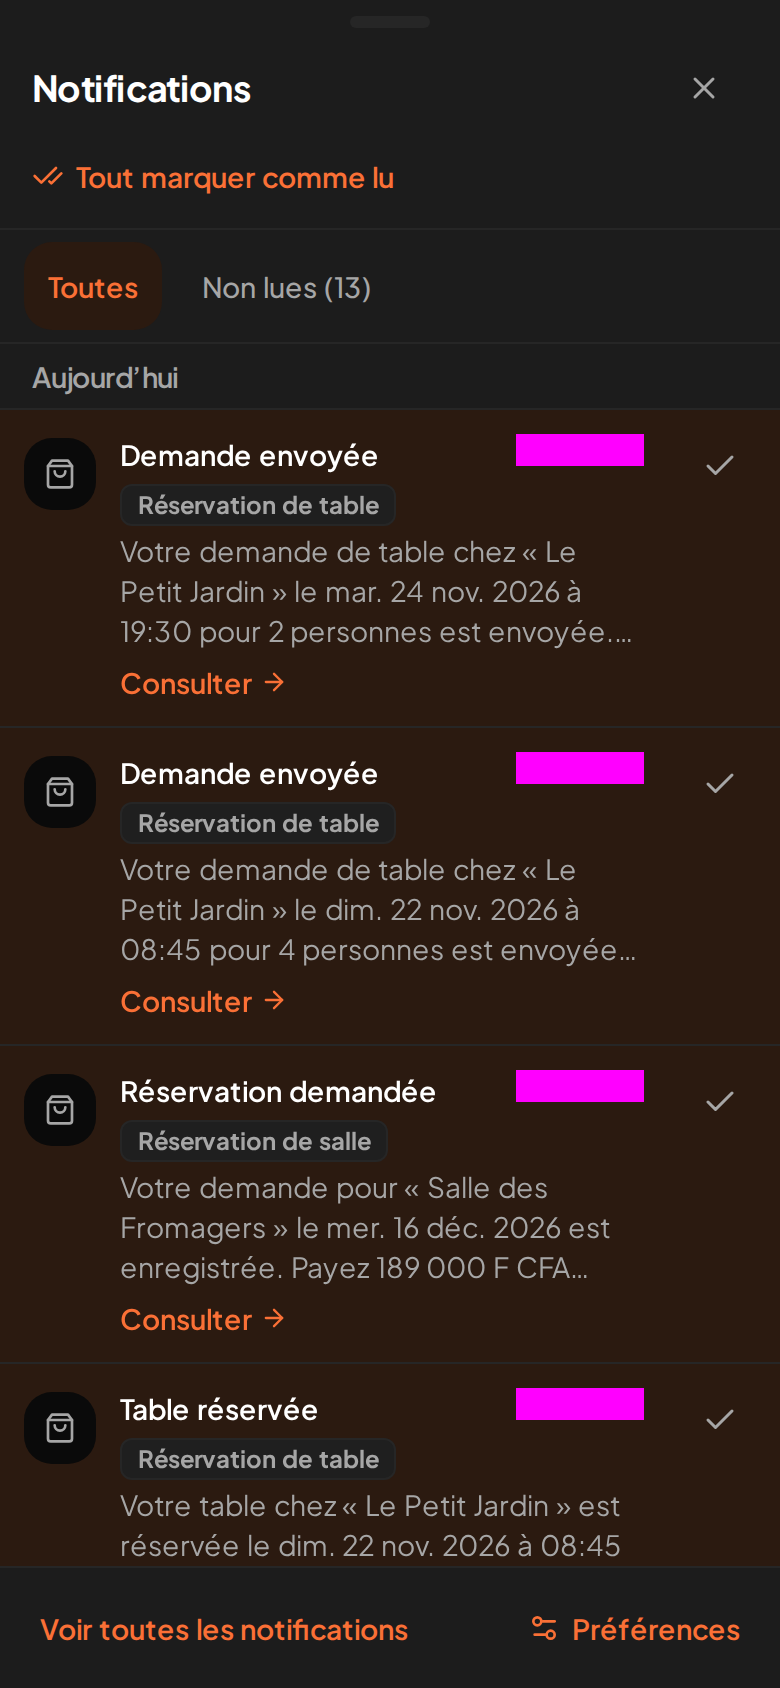 Notifications
Tout marquer comme lu
Toutes
Non lues (13)
Aujourd’hui
Demande envoyée
Réservation de table
Votre demande de table chez « Le
Petit Jardin » le mar. 24 nov. 2026 à
19:30 pour 2 personnes est envoyée.…
Consulter
Demande envoyée
Réservation de table
Votre demande de table chez « Le
Petit Jardin » le dim. 22 nov. 2026 à
08:45 pour 4 personnes est envoyée…
Consulter
Réservation demandée
Réservation de salle
Votre demande pour « Salle des
Fromagers » le mer. 16 déc. 2026 est
enregistrée. Payez 189 000 F CFA…
Consulter
Table réservée
Réservation de table
Votre table chez « Le Petit Jardin » est
réservée le dim. 22 nov. 2026 à 08:45
Voir toutes les notifications
Préférences